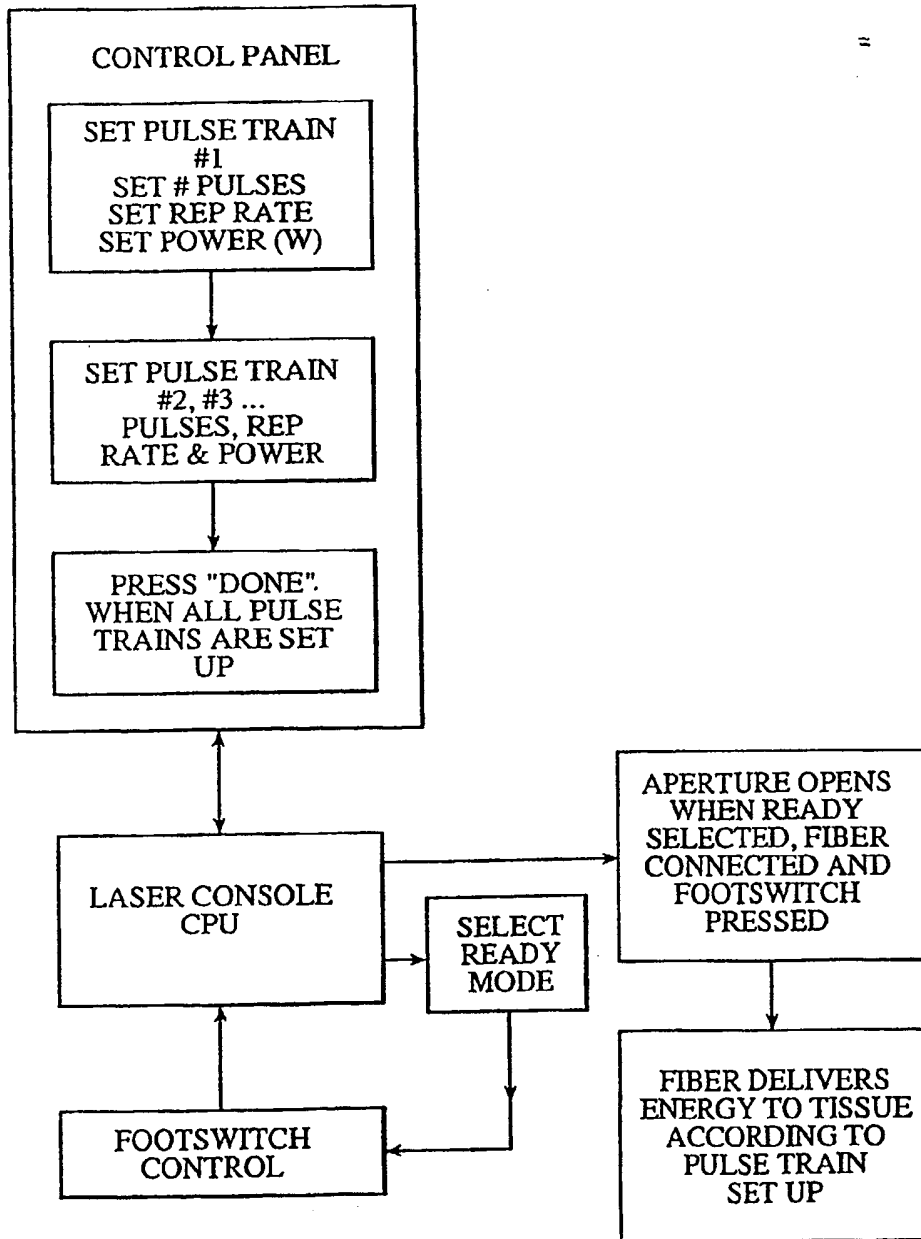 CONTROL PANEL
SET PULSE TRAIN
#1
SET # PULSES
SET REP RATE
SET POWER (W)
SET PULSE TRAIN
#2, #3 ...
PULSES, REP
RATE & POWER
PRESS "DONE".
WHEN ALL PULSE
TRAINS ARE SET
UP
LASER CONSOLE
CPU
SELECT
READY
MODE
FOOTSWITCH
CONTROL
APERTURE OPENS
WHEN READY
SELECTED, FIBER
CONNECTED AND
FOOTSWITCH
PRESSED
FIBER DELIVERS
ENERGY TO TISSUE
ACCORDING TO
PULSE TRAIN
SET UP